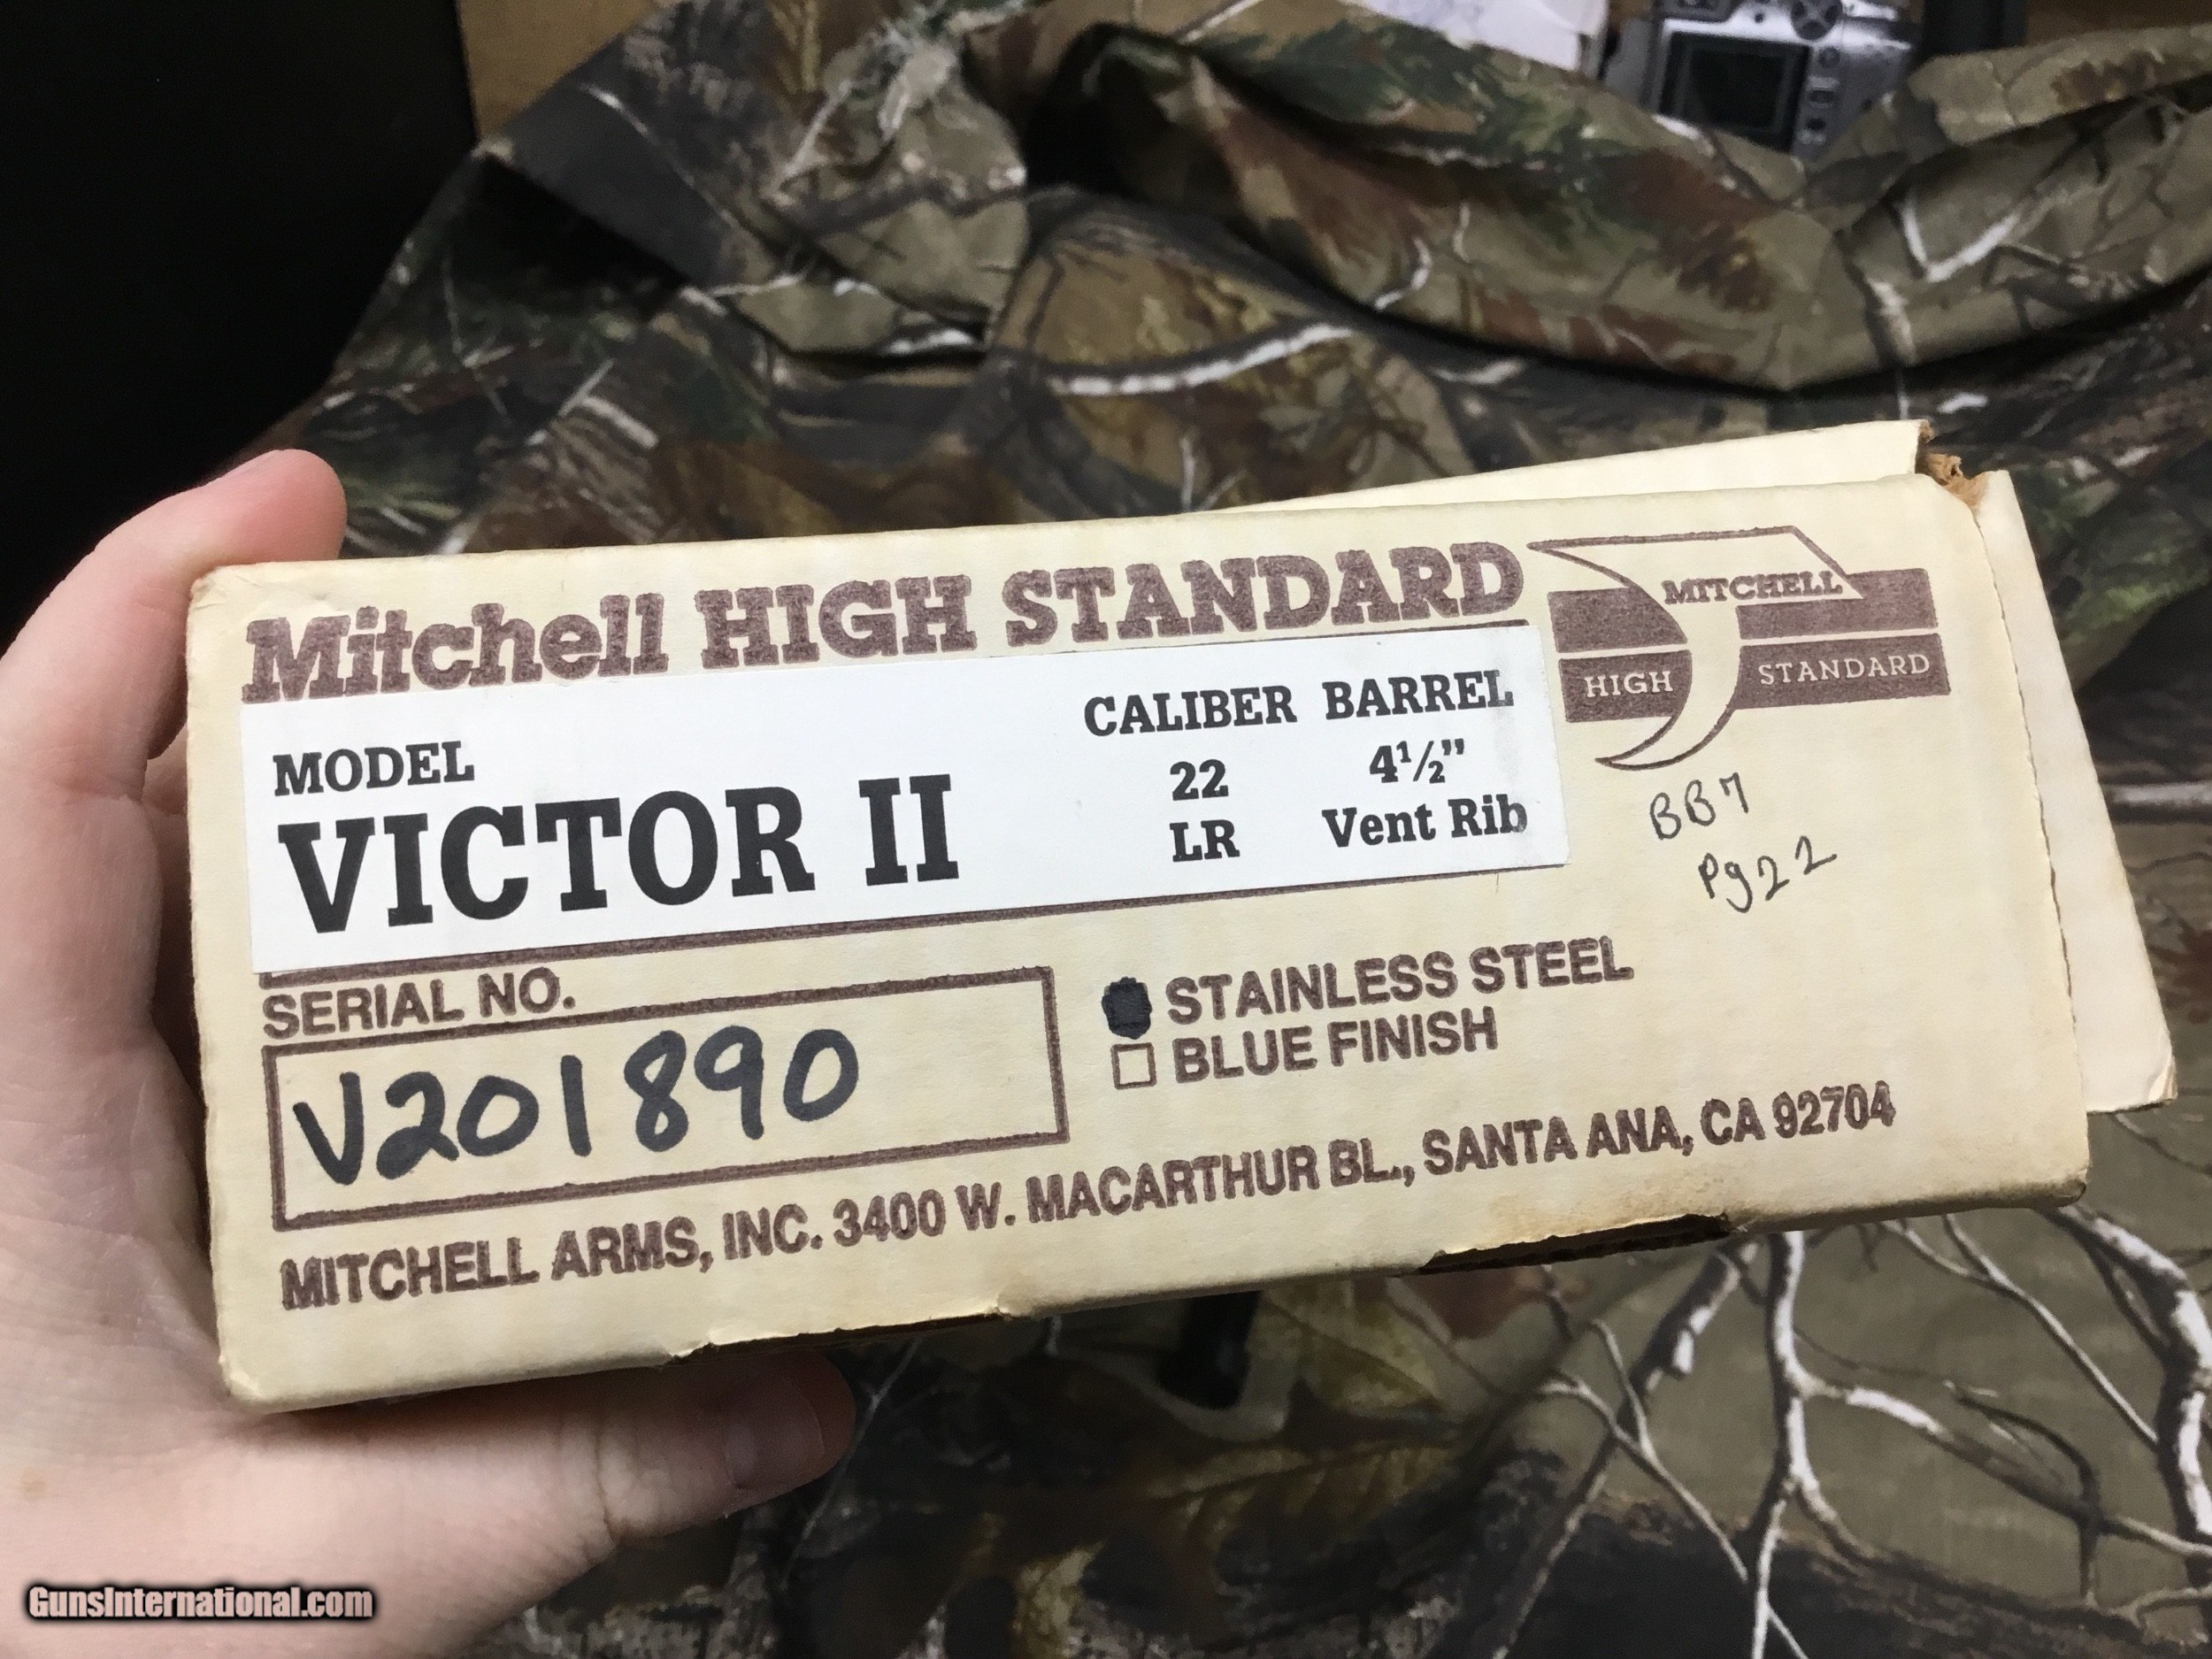 Mitchell HIGH STANDARD
MITCHELL
HIGH STANDARD
MODEL
VICTOR II
CALIBER BARREL
22 4½”
LR Vent Rib
BB7
Pg22
SERIAL NO.
V201890
STAINLESS STEEL
BLUE FINISH
MITCHELL ARMS, INC. 3400 W. MACARTHUR BL., SANTA ANA, CA 92704
GunsInternational.com